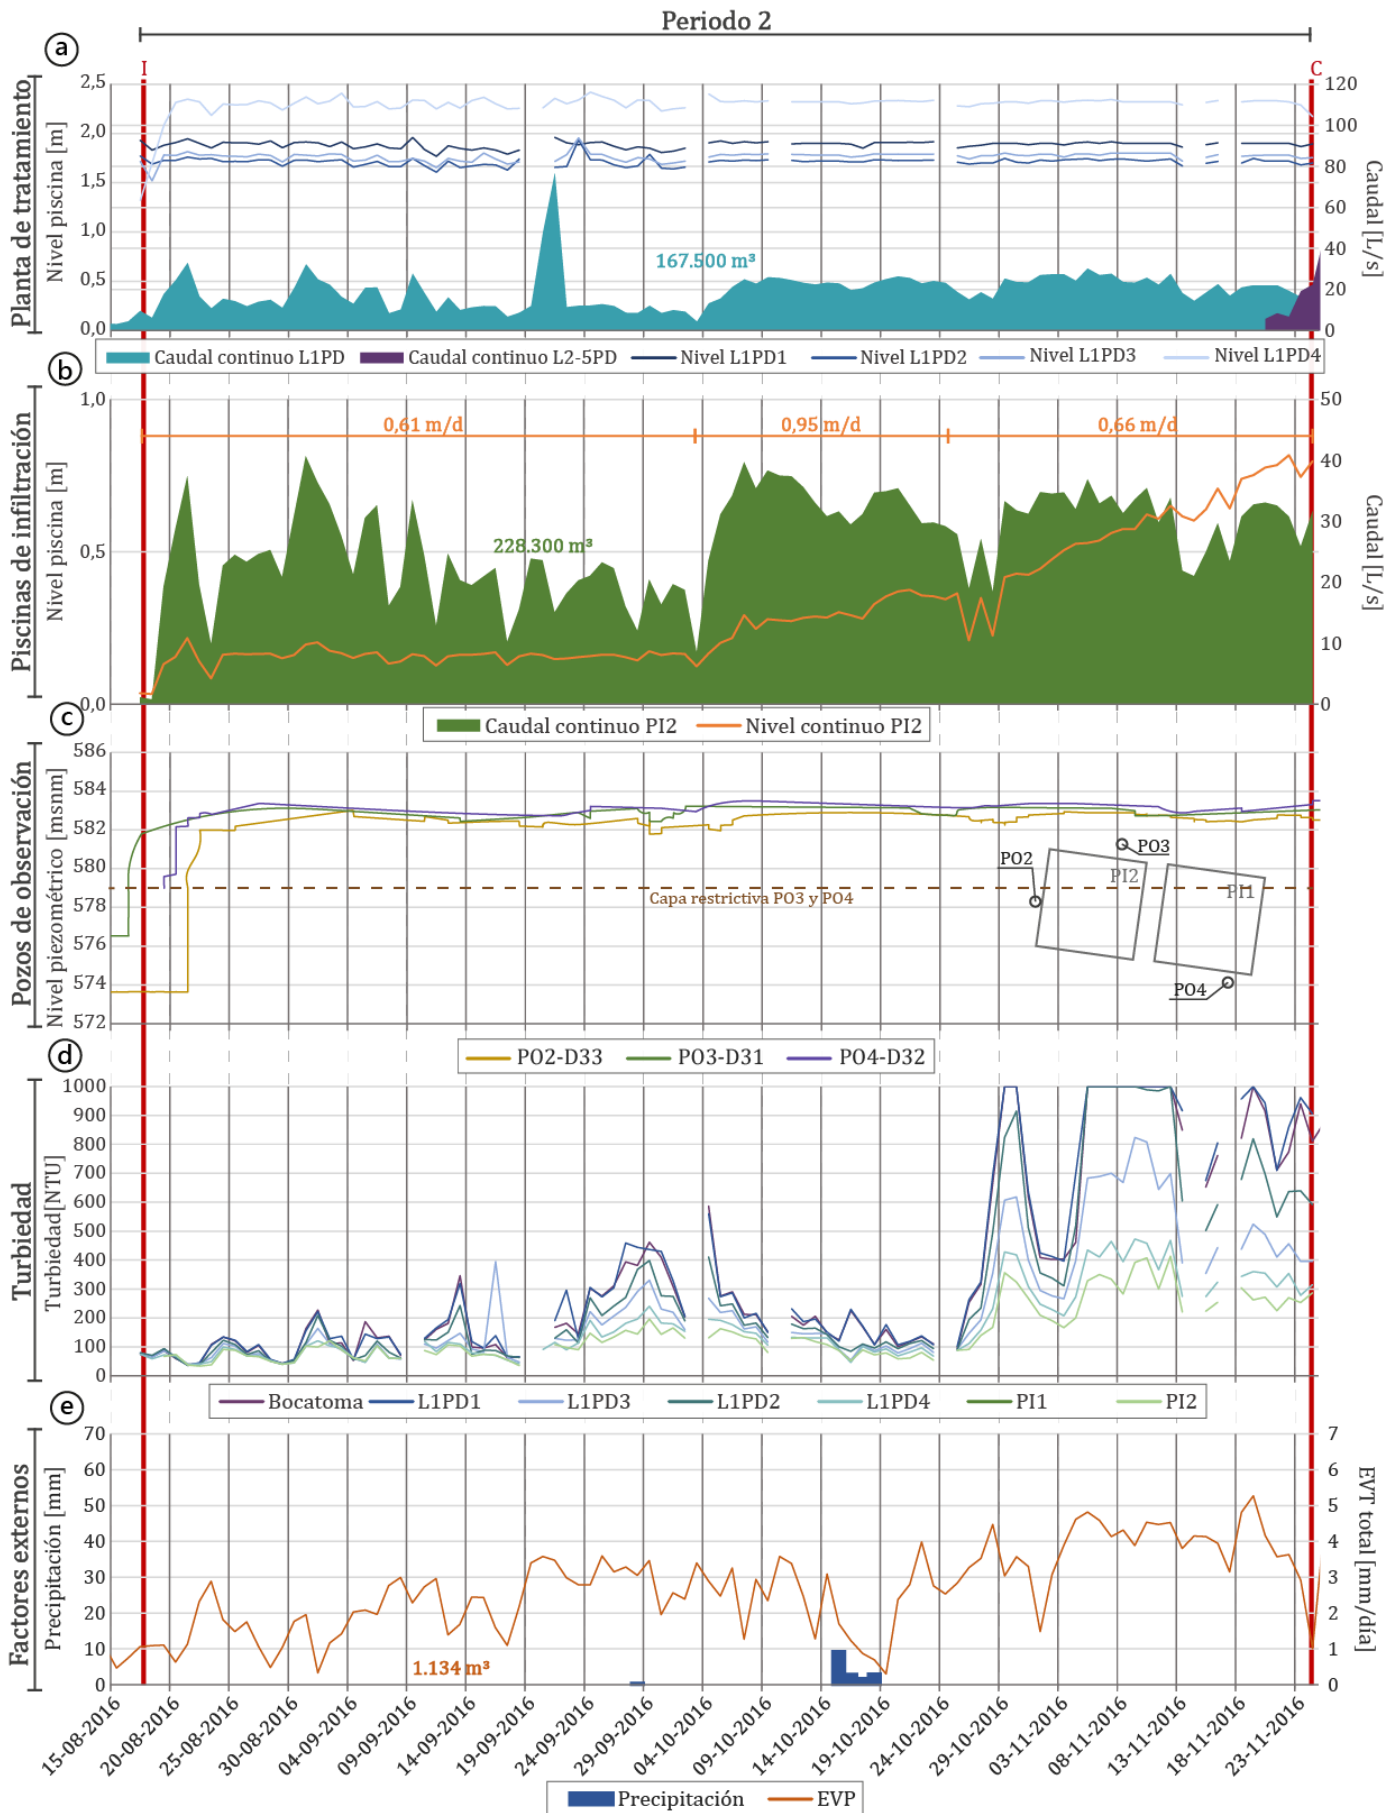 Periodo 2
a
I
C
Planta de tratamiento
Nivel piscina [m]
2,5
2,0
1,5
1,0
0,5
0,0
167.500 m³
120
100
80
60
40
20
0
Caudal [L/s]
Caudal continuo L1PD
Caudal continuo L2-5PD
Nivel L1PD1
Nivel L1PD2
Nivel L1PD3
Nivel L1PD4
b
Piscinas de infiltración
Nivel piscina [m]
1,0
0,5
0,0
0,61 m/d
0,95 m/d
0,66 m/d
228.300 m³
50
40
30
20
10
0
Caudal [L/s]
Caudal continuo PI2
Nivel continuo PI2
c
Pozos de observación
Nivel piezométrico [msnm]
586
584
582
580
578
576
574
572
Capa restrictiva PO3 y PO4
PO2
PO3
PI2
PI1
PO4
PO2-D33
PO3-D31
PO4-D32
d
Turbiedad
Turbiedad[NTU]
1000
900
800
700
600
500
400
300
200
100
0
Bocatoma
L1PD1
L1PD3
L1PD2
L1PD4
PI1
PI2
e
Factores externos
Precipitación [mm]
70
60
50
40
30
20
10
0
1.134 m³
7
6
5
4
3
2
1
0
EVT total [mm/día]
15-08-2016
20-08-2016
25-08-2016
30-08-2016
04-09-2016
09-09-2016
14-09-2016
19-09-2016
24-09-2016
29-09-2016
04-10-2016
09-10-2016
14-10-2016
19-10-2016
24-10-2016
29-10-2016
03-11-2016
08-11-2016
13-11-2016
18-11-2016
23-11-2016
Precipitación
EVP